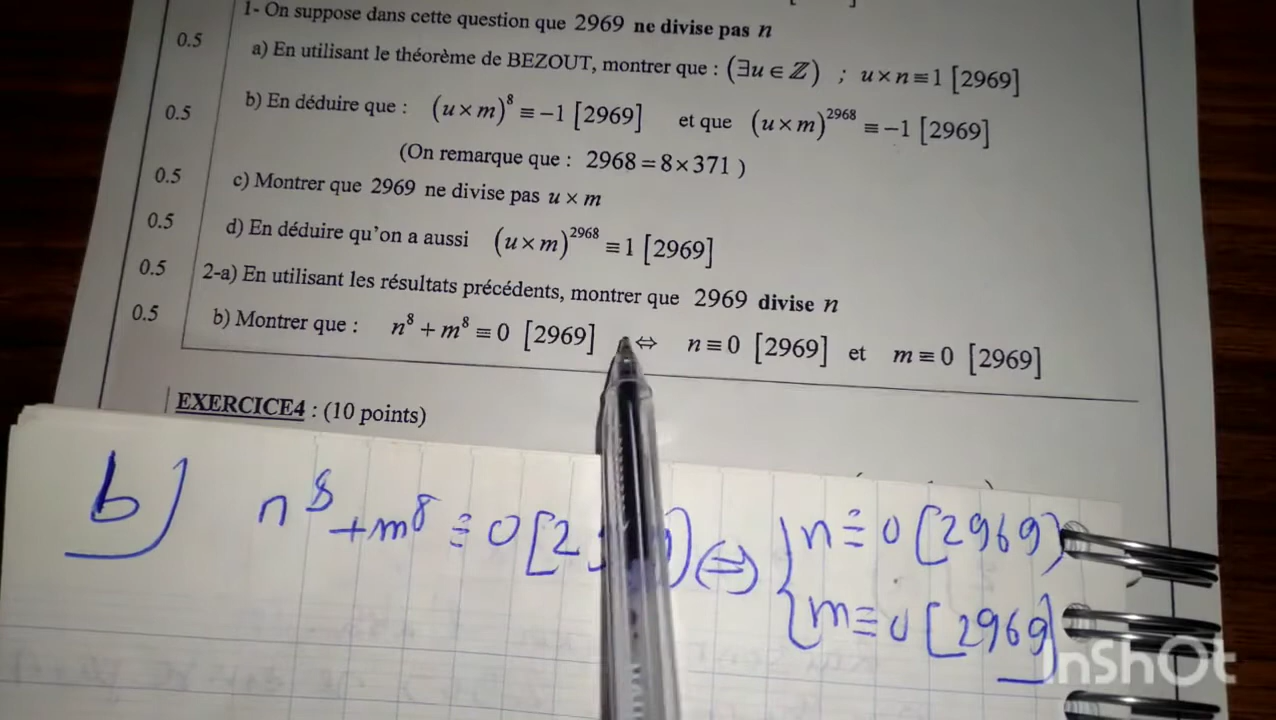 1- On suppose dans cette question que 2969 ne divise pas n
0.5 a) En utilisant le théorème de BEZOUT, montrer que : (∃u ∈ ℤ) ; u×n≡1 [2969]
0.5 b) En déduire que : (u×m)⁸ ≡ −1 [2969] et que (u×m)²⁹⁶⁸ ≡ −1 [2969]
(On remarque que : 2968 = 8×371 )
0.5 c) Montrer que 2969 ne divise pas u × m
0.5 d) En déduire qu'on a aussi (u×m)²⁹⁶⁸ ≡ 1 [2969]
0.5 2-a) En utilisant les résultats précédents, montrer que 2969 divise n
0.5 b) Montrer que : n⁸ + m⁸ ≡ 0 [2969] ⇔ n ≡ 0 [2969] et m ≡ 0 [2969]
EXERCICE4 : (10 points)
b) n⁸ + m⁸ ≡ 0 [2 ⇔ { n ≡ 0 [2969]
m ≡ 0 [2969]
InShOt